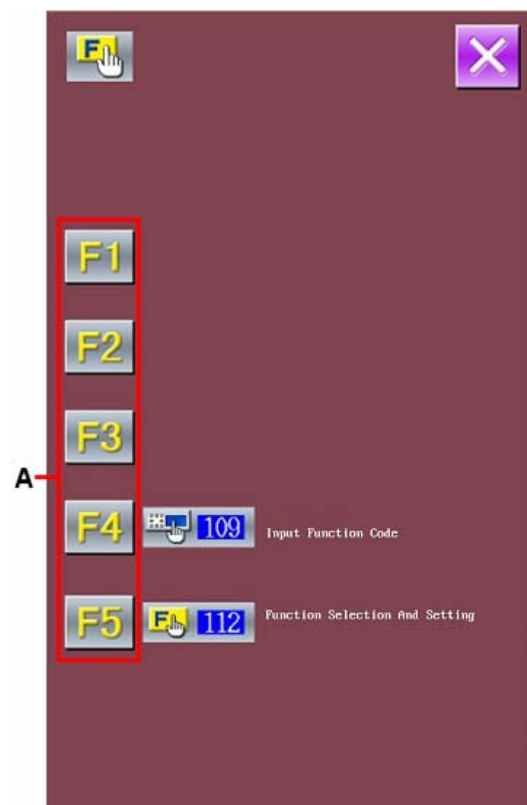 F
F1
F2
F3
A
F4 109 Input Function Code
F5 F 112 Function Selection And Setting